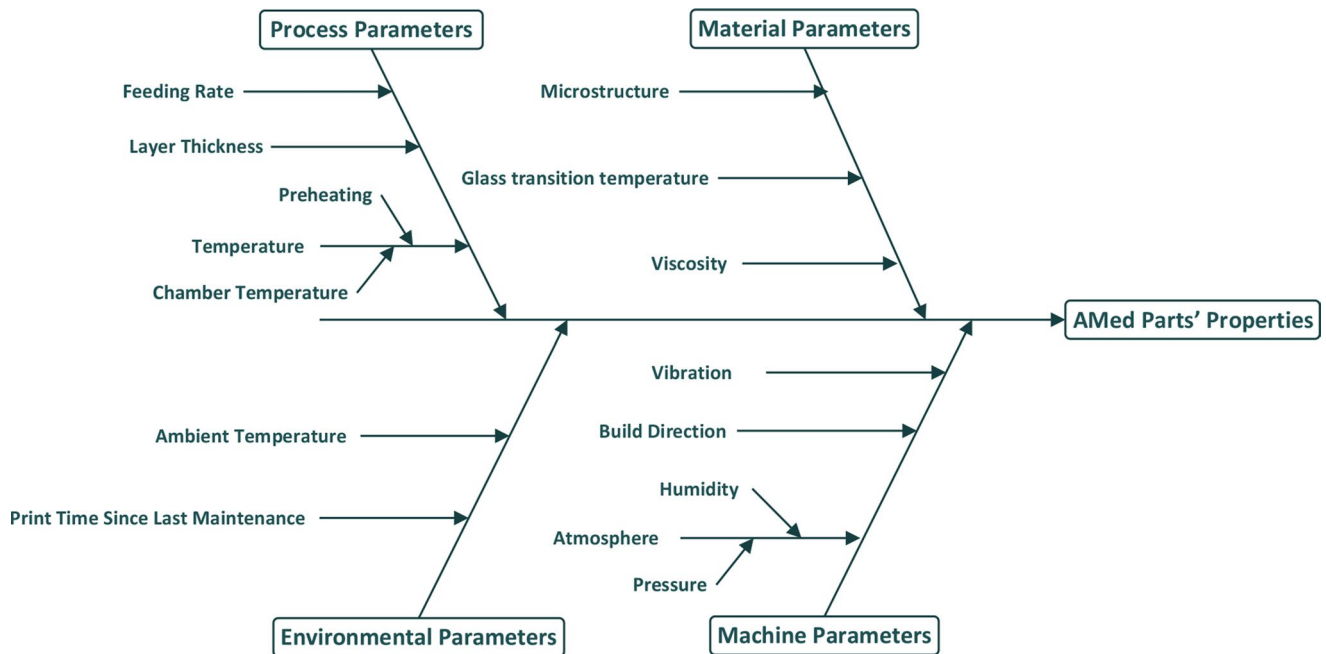 Process Parameters
Material Parameters
Feeding Rate
Microstructure
Layer Thickness
Glass transition temperature
Preheating
Temperature
Viscosity
Chamber Temperature
AMed Parts’ Properties
Vibration
Ambient Temperature
Build Direction
Humidity
Print Time Since Last Maintenance
Atmosphere
Pressure
Environmental Parameters
Machine Parameters